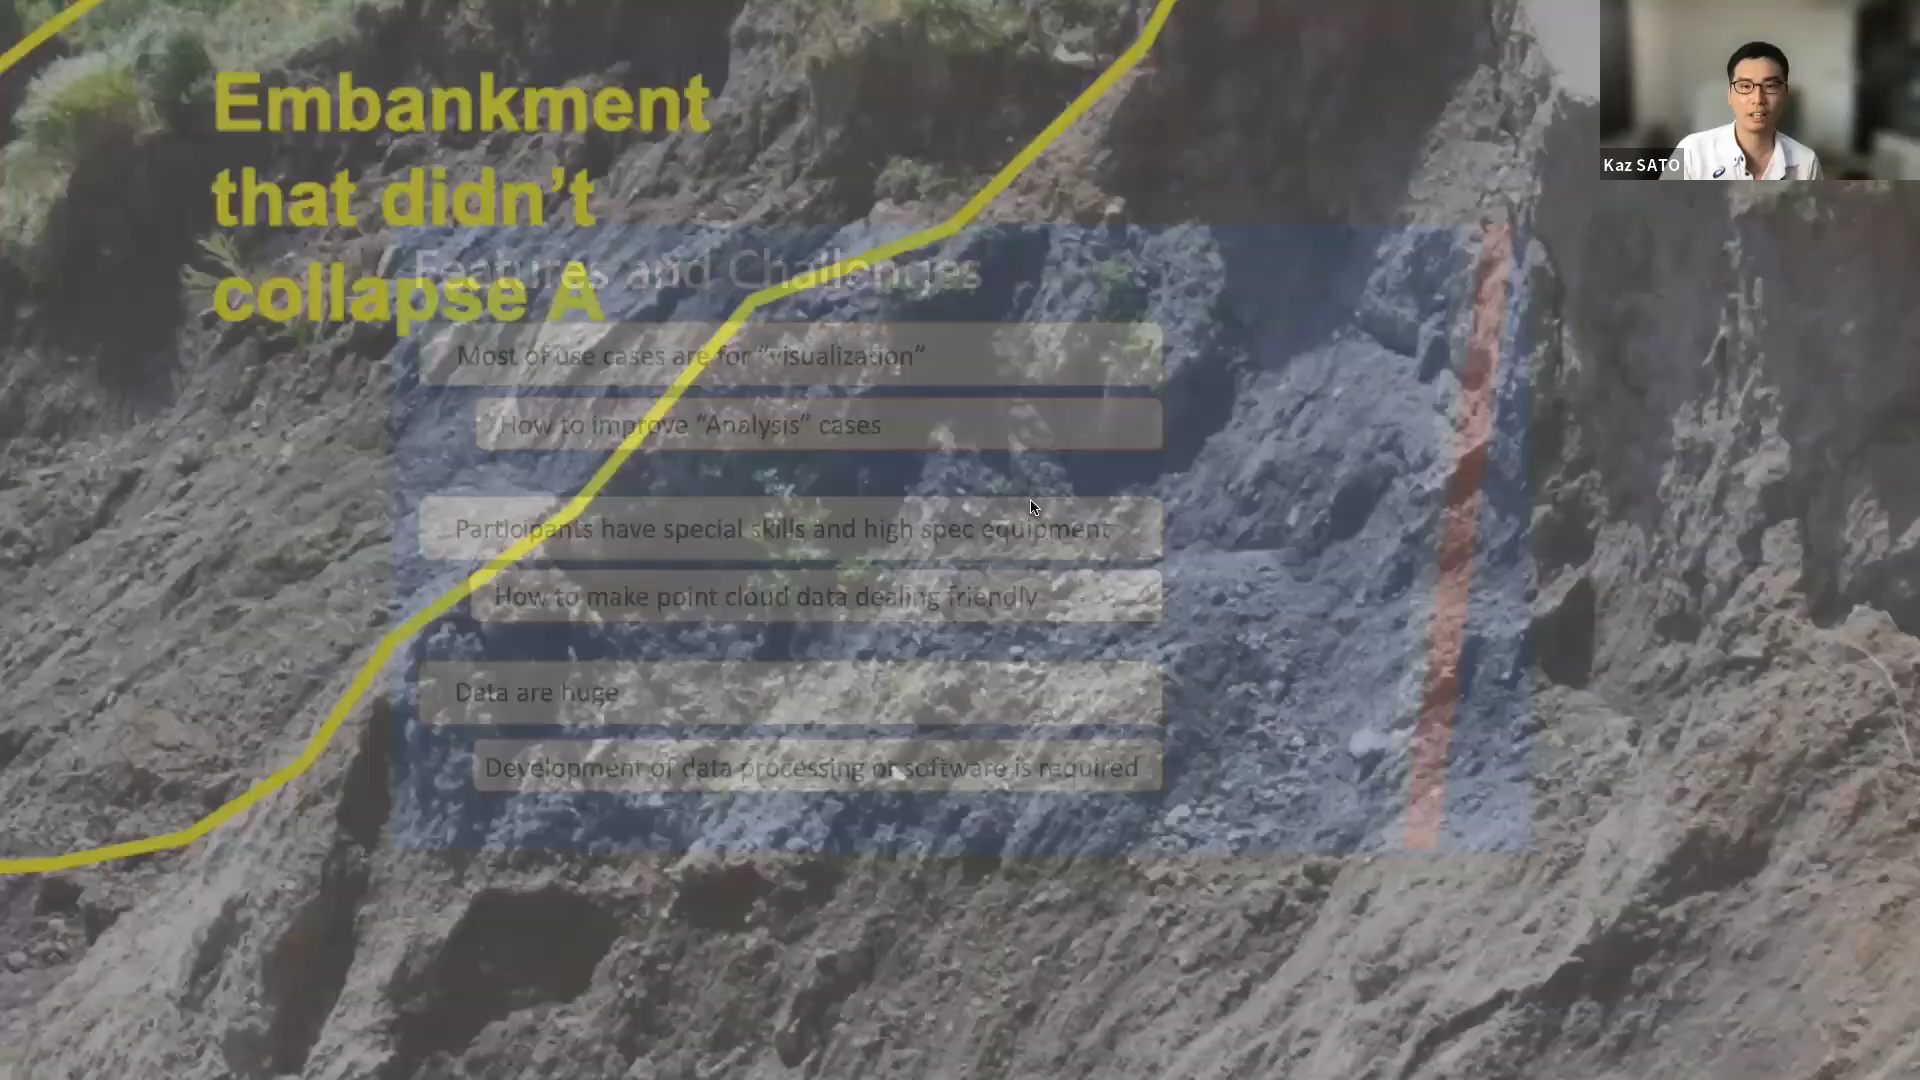 Embankment
that didn’t
collapse A
Kaz SATO
Features and Challenges
Most of use cases are for “visualization”
How to improve “Analysis” cases
Participants have special skills and high spec equipment
How to make point cloud data dealing friendly
Data are huge
Development of data processing or software is required